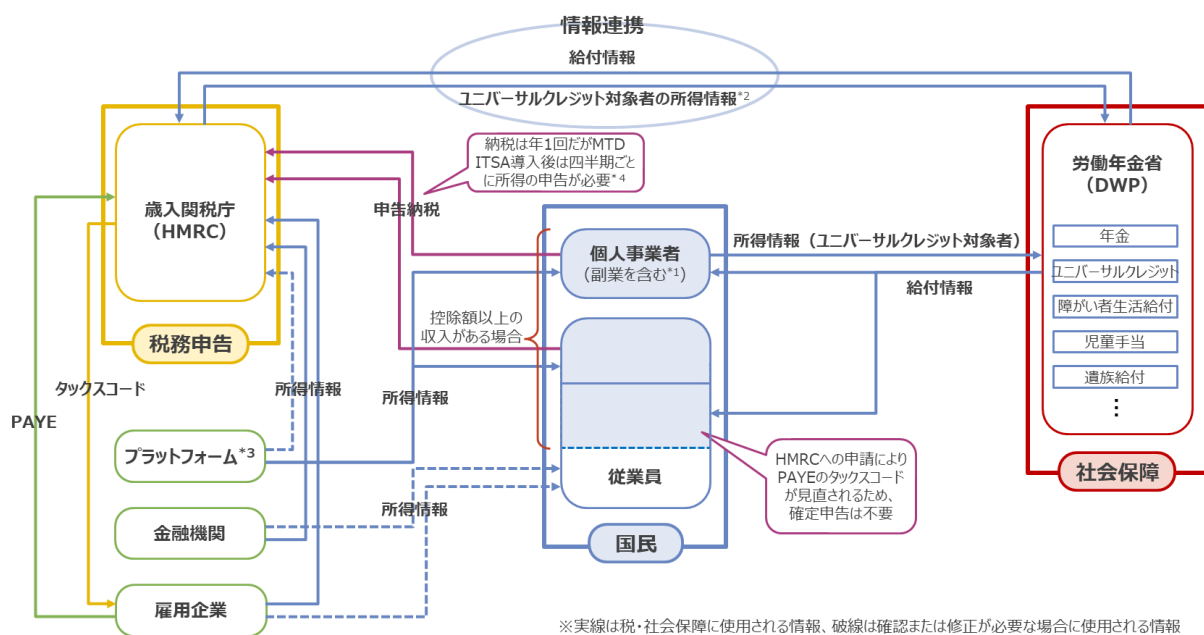 情報連携
給付情報
ユニバーサルクレジット対象者の所得情報*2
納税は年1回だがMTD
ITSA導入後は四半期ごと
に所得の申告が必要*4
申告納税
歳入関税庁
（HMRC）
税務申告
タックスコード
PAYE
所得情報
プラットフォーム*3
金融機関
雇用企業
控除額以上の
収入がある場合
所得情報
所得情報
個人事業者
（副業を含む*1）
従業員
国民
HMRCへの申請により
PAYEのタックスコード
が見直されるため、
確定申告は不要
所得情報（ユニバーサルクレジット対象者）
給付情報
労働年金省
（DWP）
年金
ユニバーサルクレジット
障がい者生活給付
児童手当
遺族給付
⋮
社会保障
※実線は税・社会保障に使用される情報、破線は確認または修正が必要な場合に使用される情報